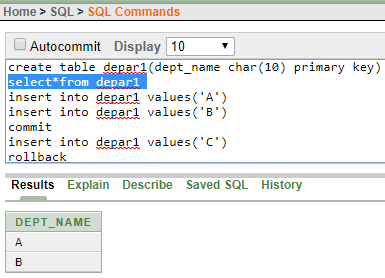 Home > SQL > SQL Commands
Autocommit Display 10
create table depar1(dept_name char(10) primary key)
select*from depar1
insert into depar1 values('A')
insert into depar1 values('B')
commit
insert into depar1 values('C')
rollback
Results Explain Describe Saved SQL History
DEPT_NAME
A
B